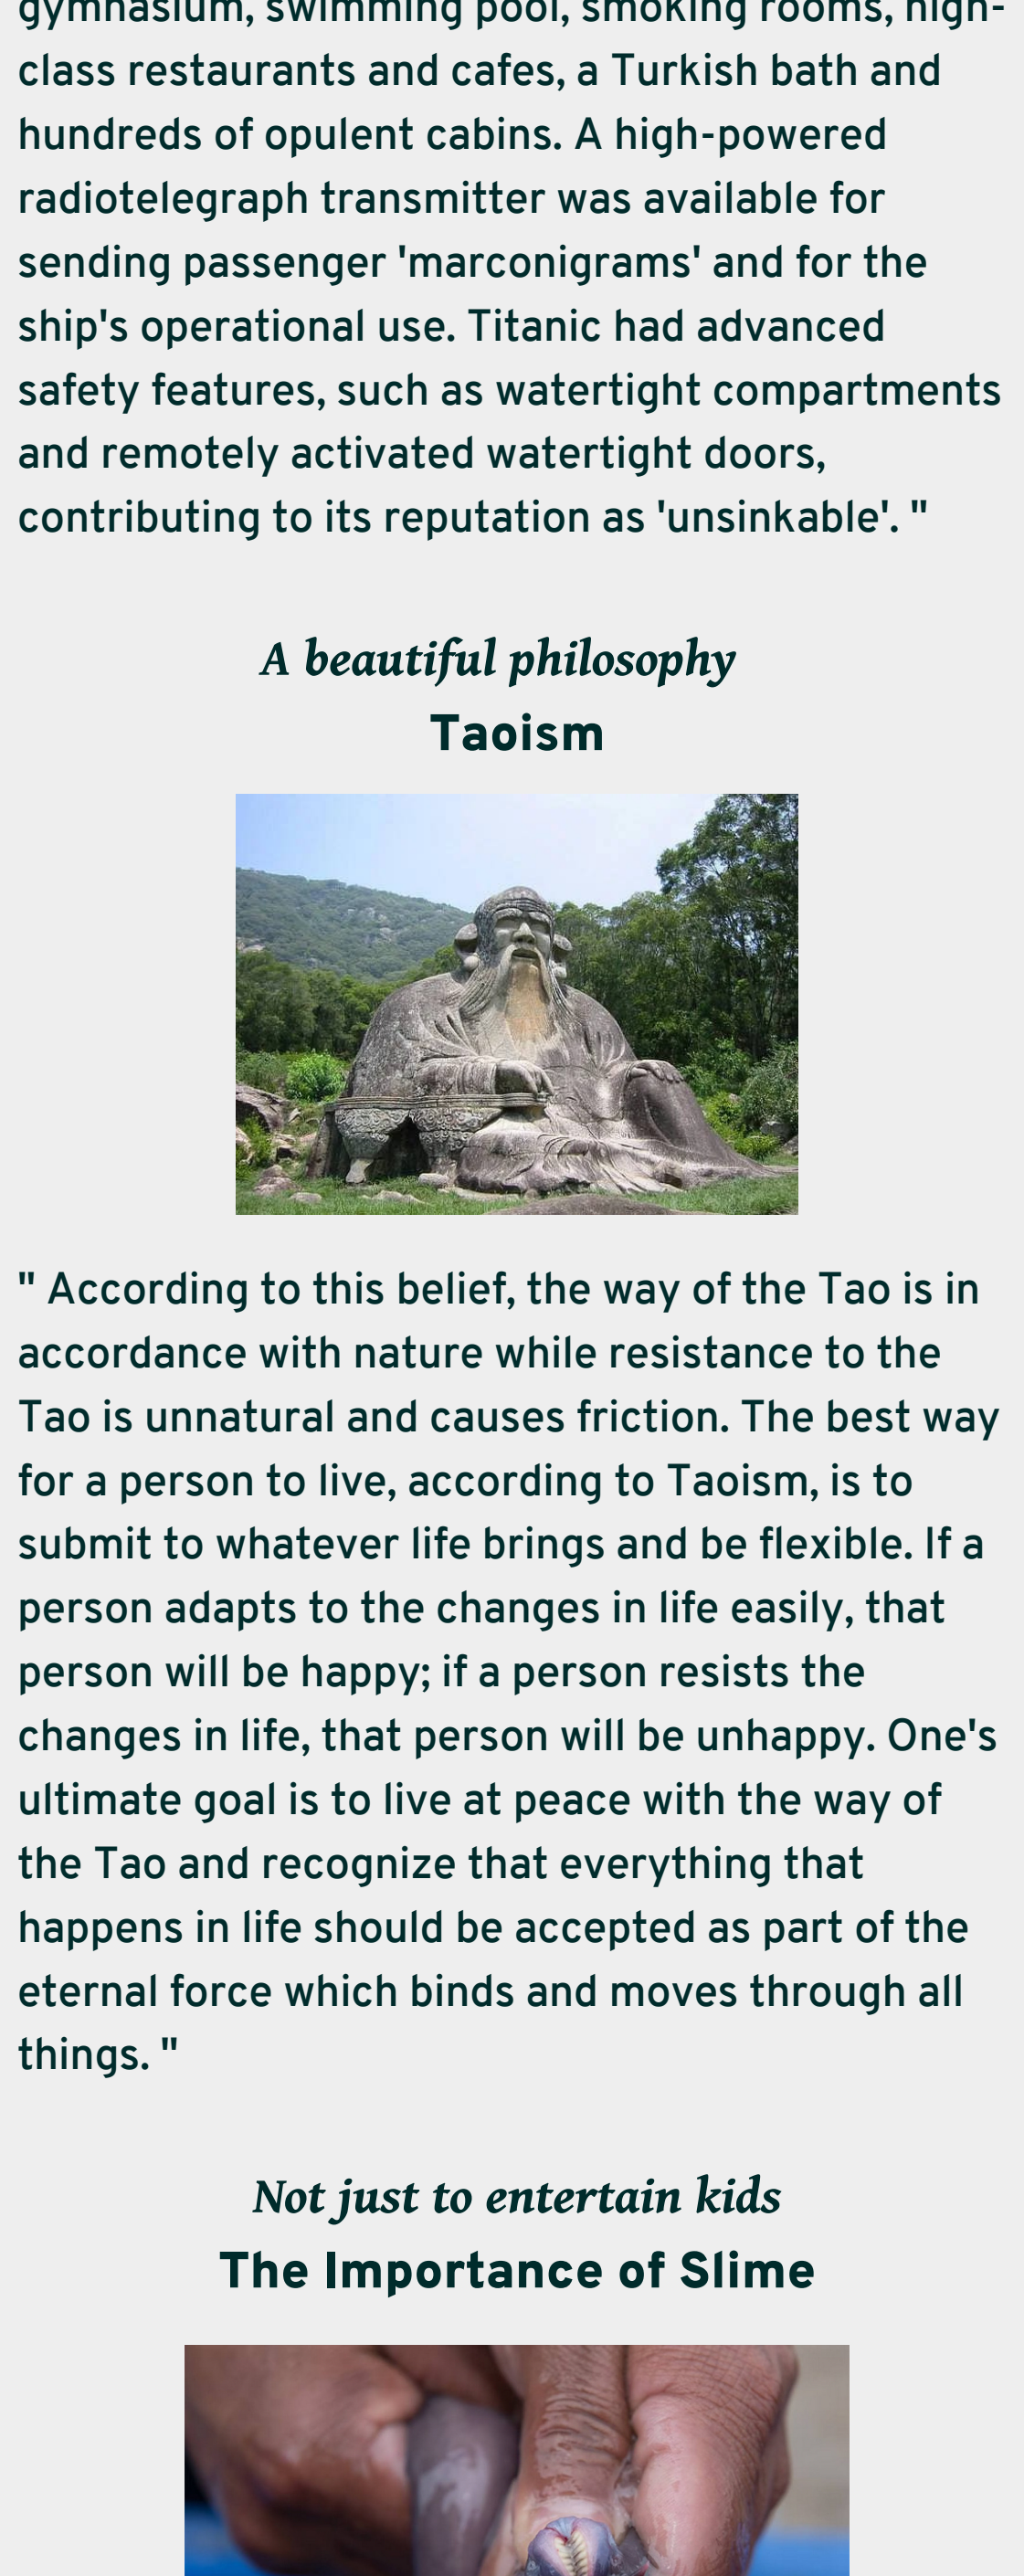 gymnasium, swimming pool, smoking rooms, high-
class restaurants and cafes, a Turkish bath and
hundreds of opulent cabins. A high-powered
radiotelegraph transmitter was available for
sending passenger 'marconigrams' and for the
ship's operational use. Titanic had advanced
safety features, such as watertight compartments
and remotely activated watertight doors,
contributing to its reputation as 'unsinkable'. "
A beautiful philosophy
Taoism
" According to this belief, the way of the Tao is in
accordance with nature while resistance to the
Tao is unnatural and causes friction. The best way
for a person to live, according to Taoism, is to
submit to whatever life brings and be flexible. If a
person adapts to the changes in life easily, that
person will be happy; if a person resists the
changes in life, that person will be unhappy. One's
ultimate goal is to live at peace with the way of
the Tao and recognize that everything that
happens in life should be accepted as part of the
eternal force which binds and moves through all
things. "
Not just to entertain kids
The Importance of Slime